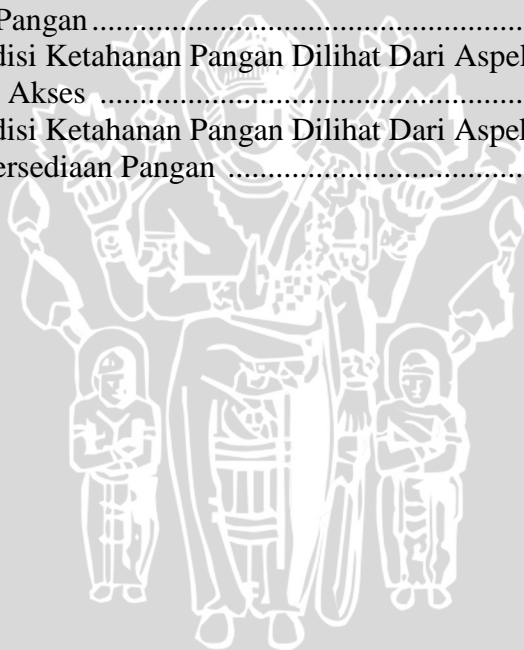 Pangan..............................................................
disi Ketahanan Pangan Dilihat Dari Aspek
Akses ..............................................................
disi Ketahanan Pangan Dilihat Dari Aspek
ersediaan Pangan ........................................